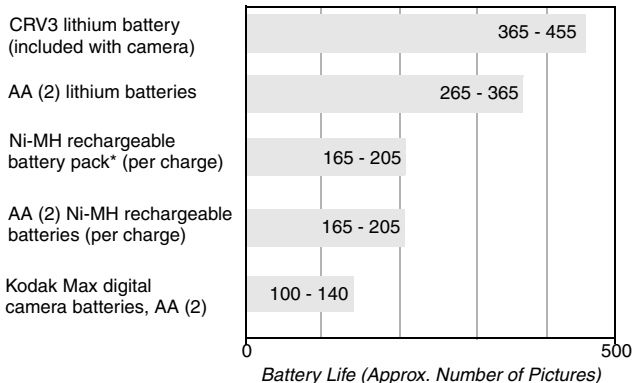 CRV3 lithium battery
(included with camera)
365 - 455
AA (2) lithium batteries
265 - 365
Ni-MH rechargeable
battery pack* (per charge)
165 - 205
AA (2) Ni-MH rechargeable
batteries (per charge)
165 - 205
Kodak Max digital
camera batteries, AA (2)
100 - 140
0
500
Battery Life (Approx. Number of Pictures)